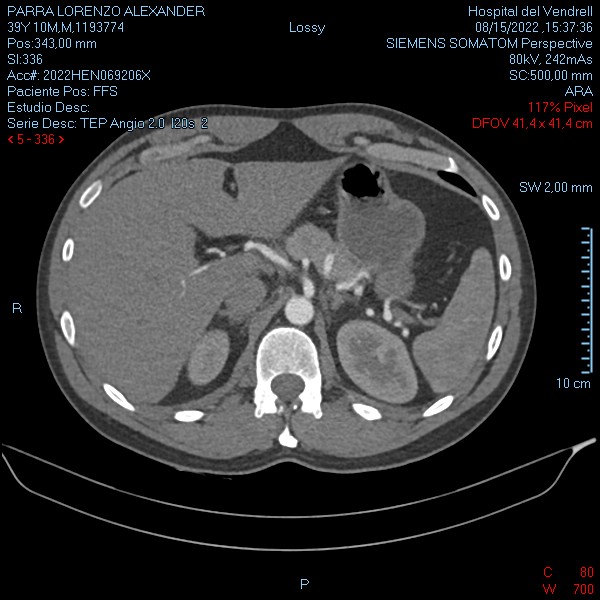 PARRA LORENZO ALEXANDER
39Y 10M,M,1193774
Pos:343,00 mm
SI:336
Acc#: 2022HEN069206X
Paciente Pos: FFS
Estudio Desc:
Serie Desc: TEP Angio 2.0 I20s 2
< 5 - 336 >
Lossy
Hospital del Vendrell
08/15/2022 ,15:37:36
SIEMENS SOMATOM Perspective
80kV, 242mAs
SC:500,00 mm
ARA
117% Pixel
DFOV 41,4 x 41,4 cm
SW 2,00 mm
R
10 cm
P
C 80
W 700